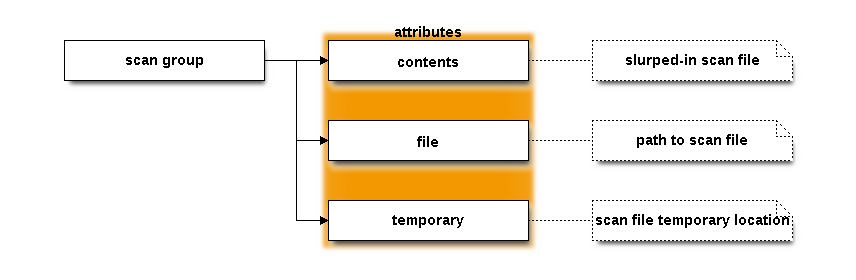 attributes
scan group
contents
slurped-in scan file
file
path to scan file
temporary
scan file temporary location